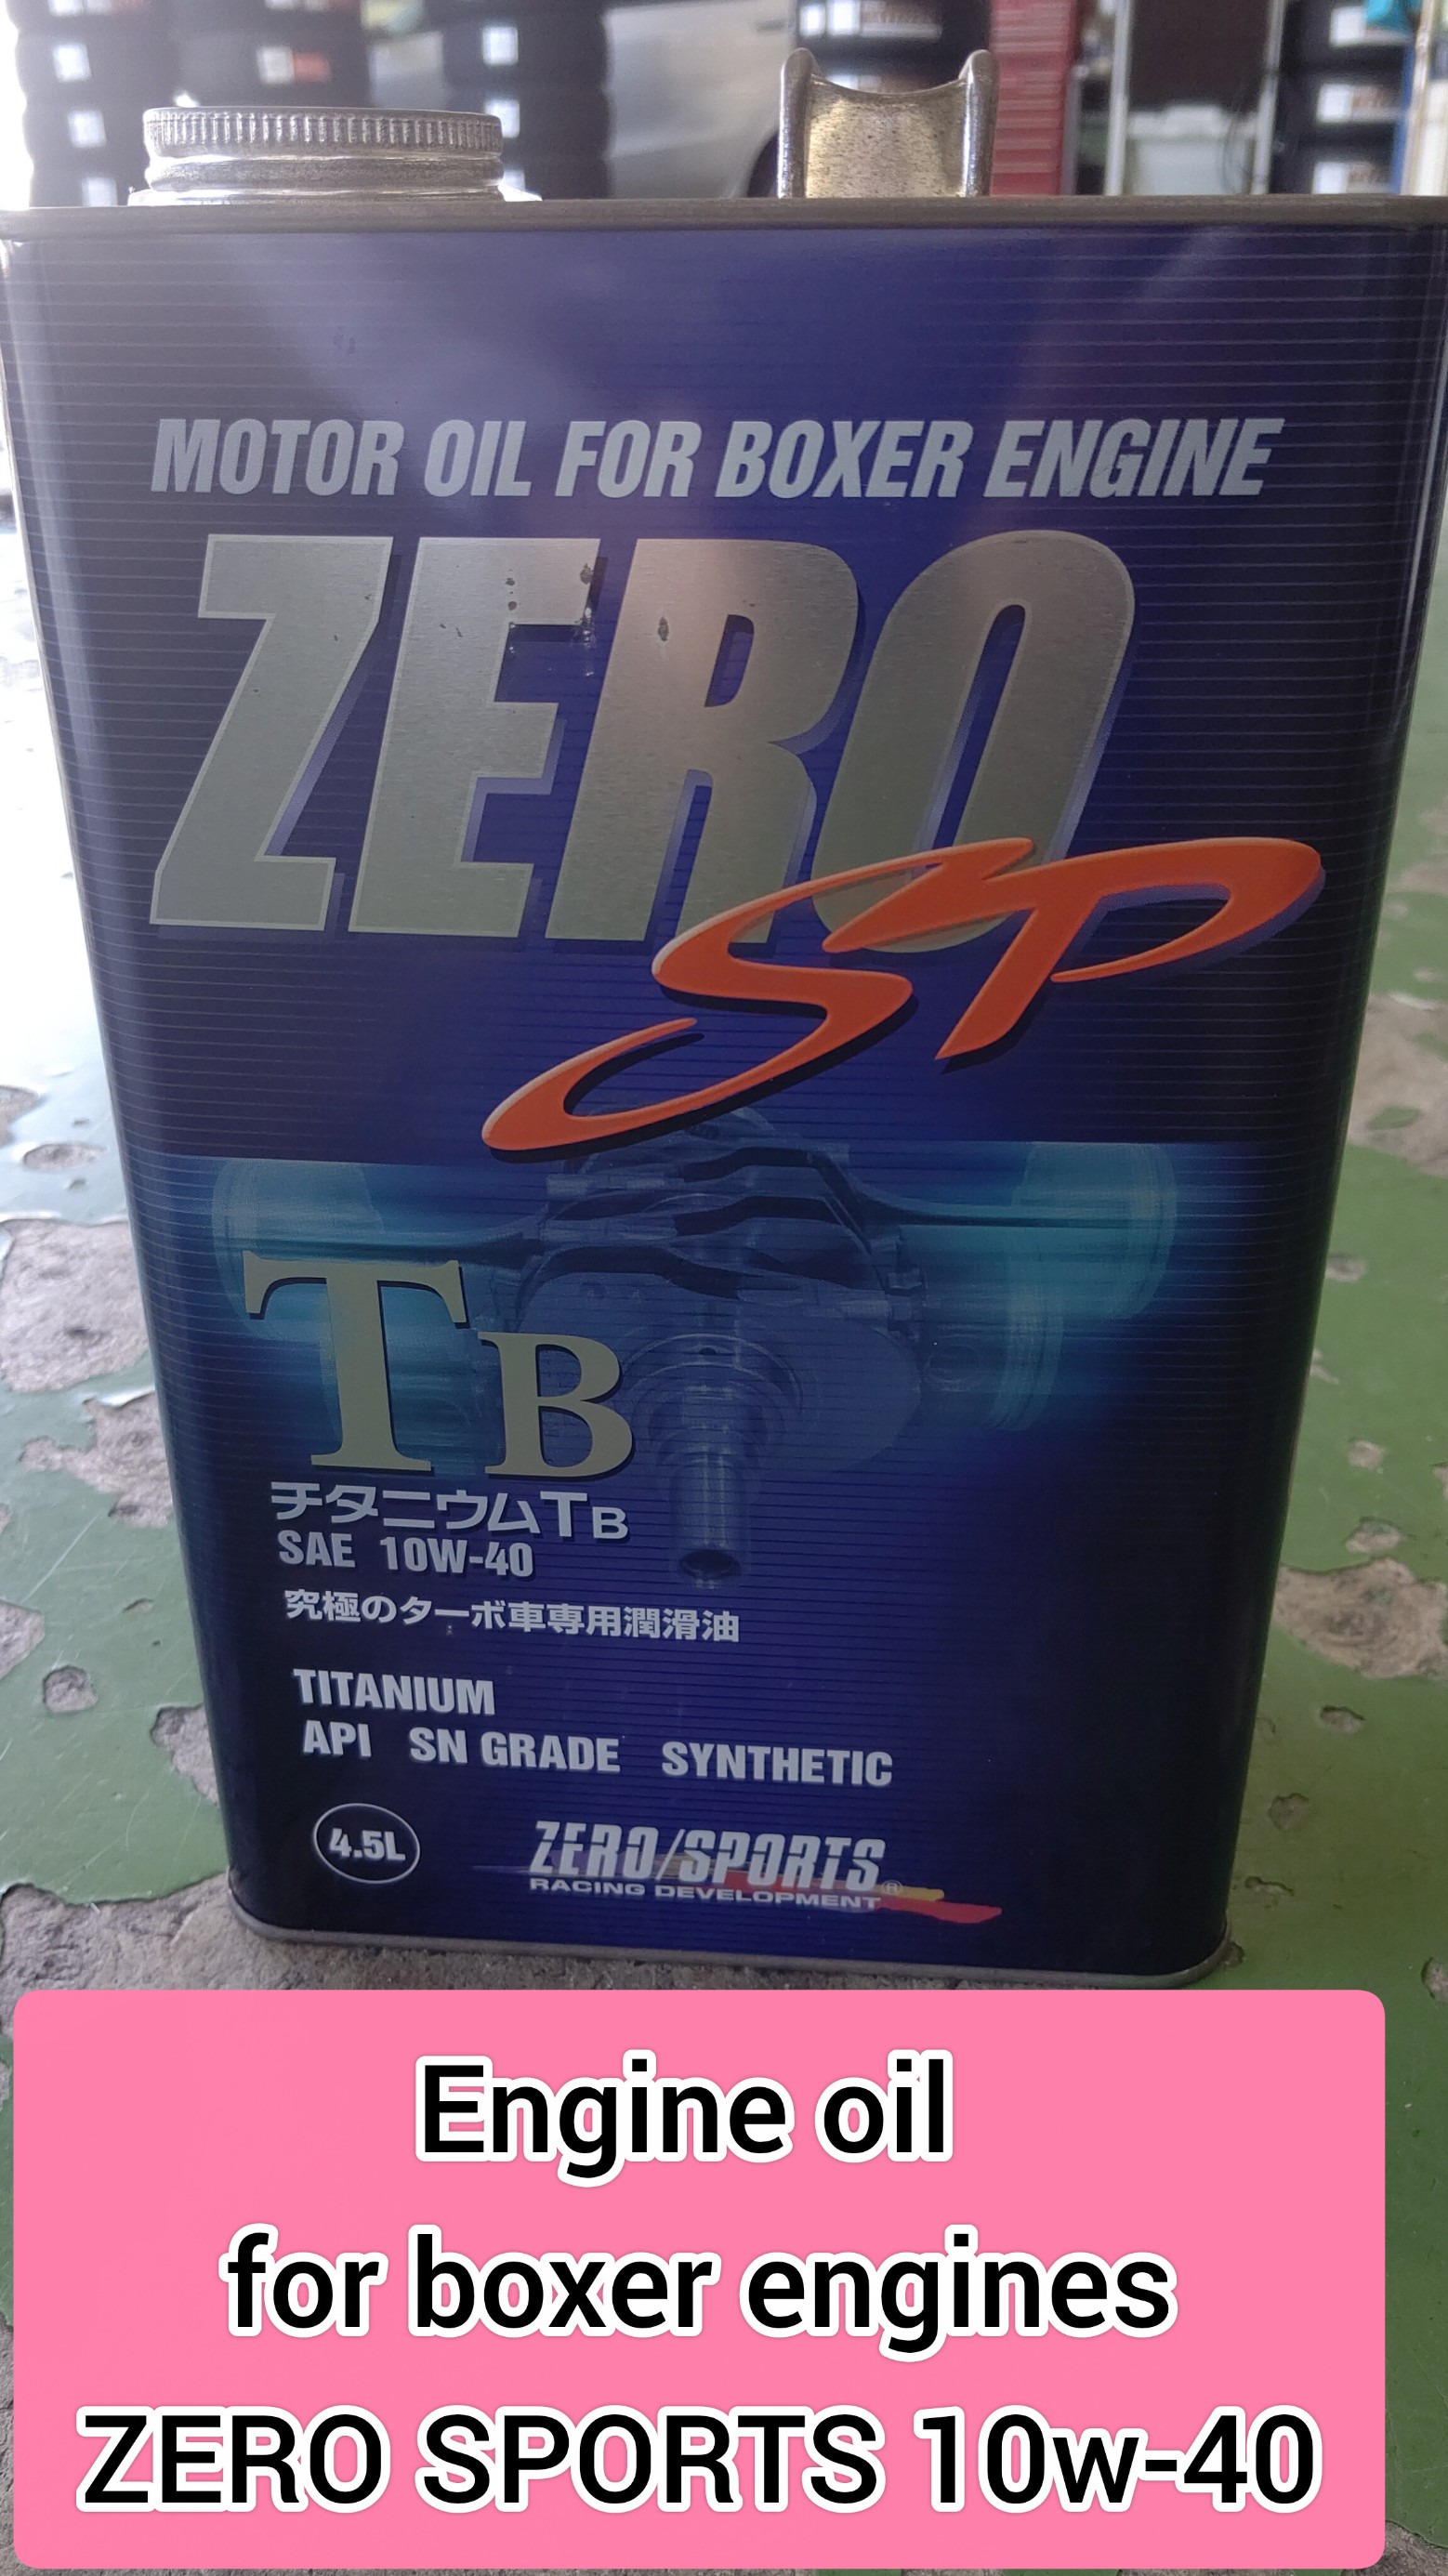 MOTOR OIL FOR BOXER ENGINE
ZERO
SP
TB
チタニウムTB
SAE 10W-40
究極のターボ車専用潤滑油
TITANIUM
API SN GRADE SYNTHETIC
4.5L
ZERO/SPORTS®
RACING DEVELOPMENT
Engine oil
for boxer engines
ZERO SPORTS 10w-40